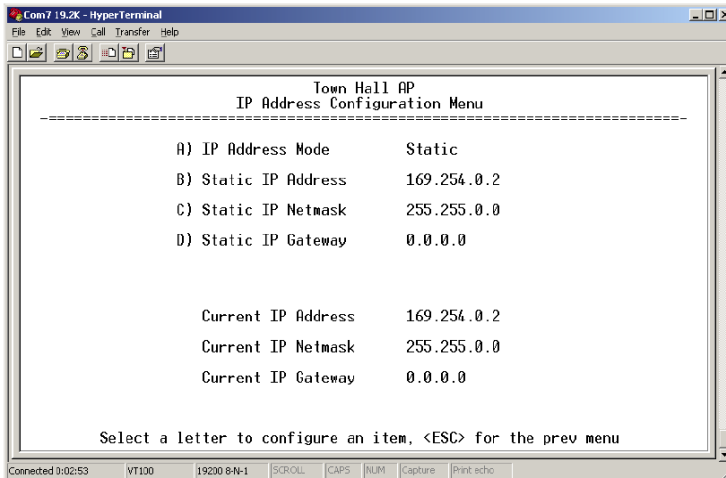 Com7 19.2K - HyperTerminal
File Edit View Call Transfer Help
Town Hall AP
IP Address Configuration Menu
-==========================================================================-
A) IP Address Mode Static
B) Static IP Address 169.254.0.2
C) Static IP Netmask 255.255.0.0
D) Static IP Gateway 0.0.0.0
Current IP Address 169.254.0.2
Current IP Netmask 255.255.0.0
Current IP Gateway 0.0.0.0
Select a letter to configure an item, <ESC> for the prev menu
Connected 0:02:53 VT100 19200 8-N-1 SCROLL CAPS NUM Capture Print echo